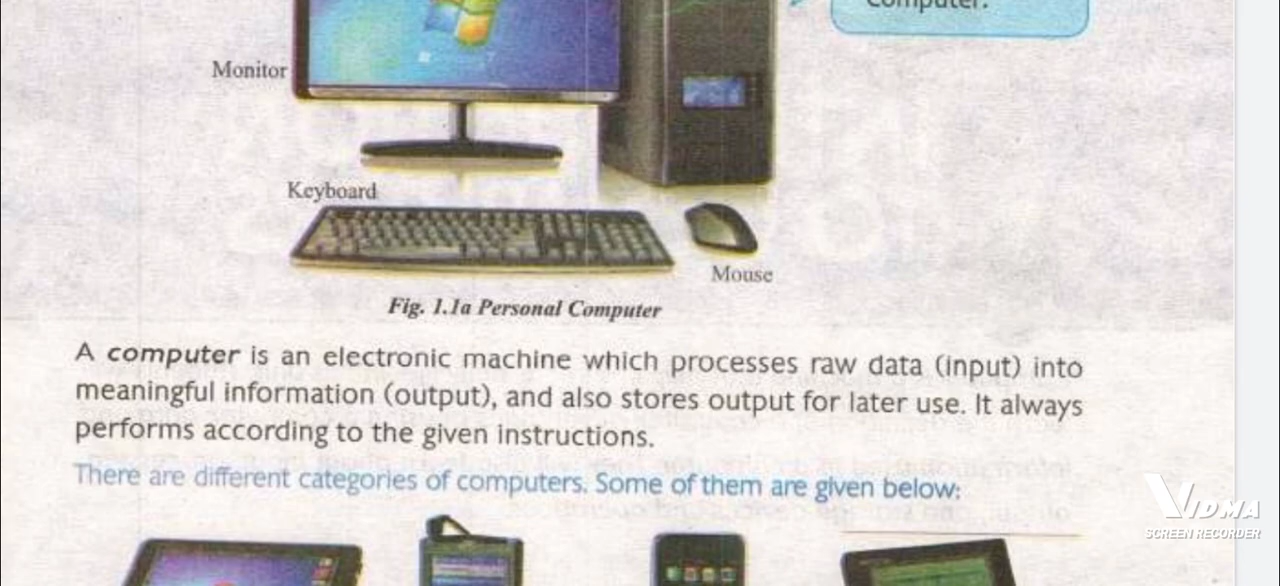 Computer.
Monitor
Keyboard
Mouse
Fig. 1.1a Personal Computer
A computer is an electronic machine which processes raw data (input) into
meaningful information (output), and also stores output for later use. It always
performs according to the given instructions.
There are different categories of computers. Some of them are given below:
VIDMA
SCREEN RECORDER